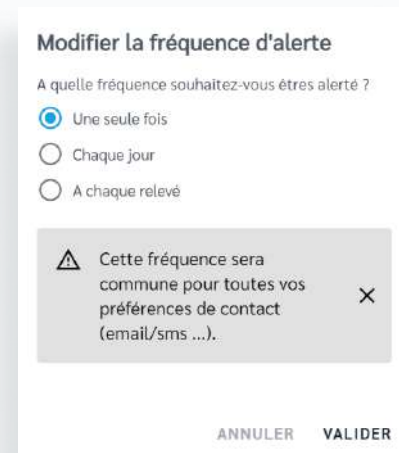 Modifier la fréquence d'alerte
A quelle fréquence souhaitez-vous êtres alerté ?
Une seule fois
Chaque jour
A chaque relevé
Cette fréquence sera
commune pour toutes vos
préférences de contact
(email/sms ...).
ANNULER VALIDER